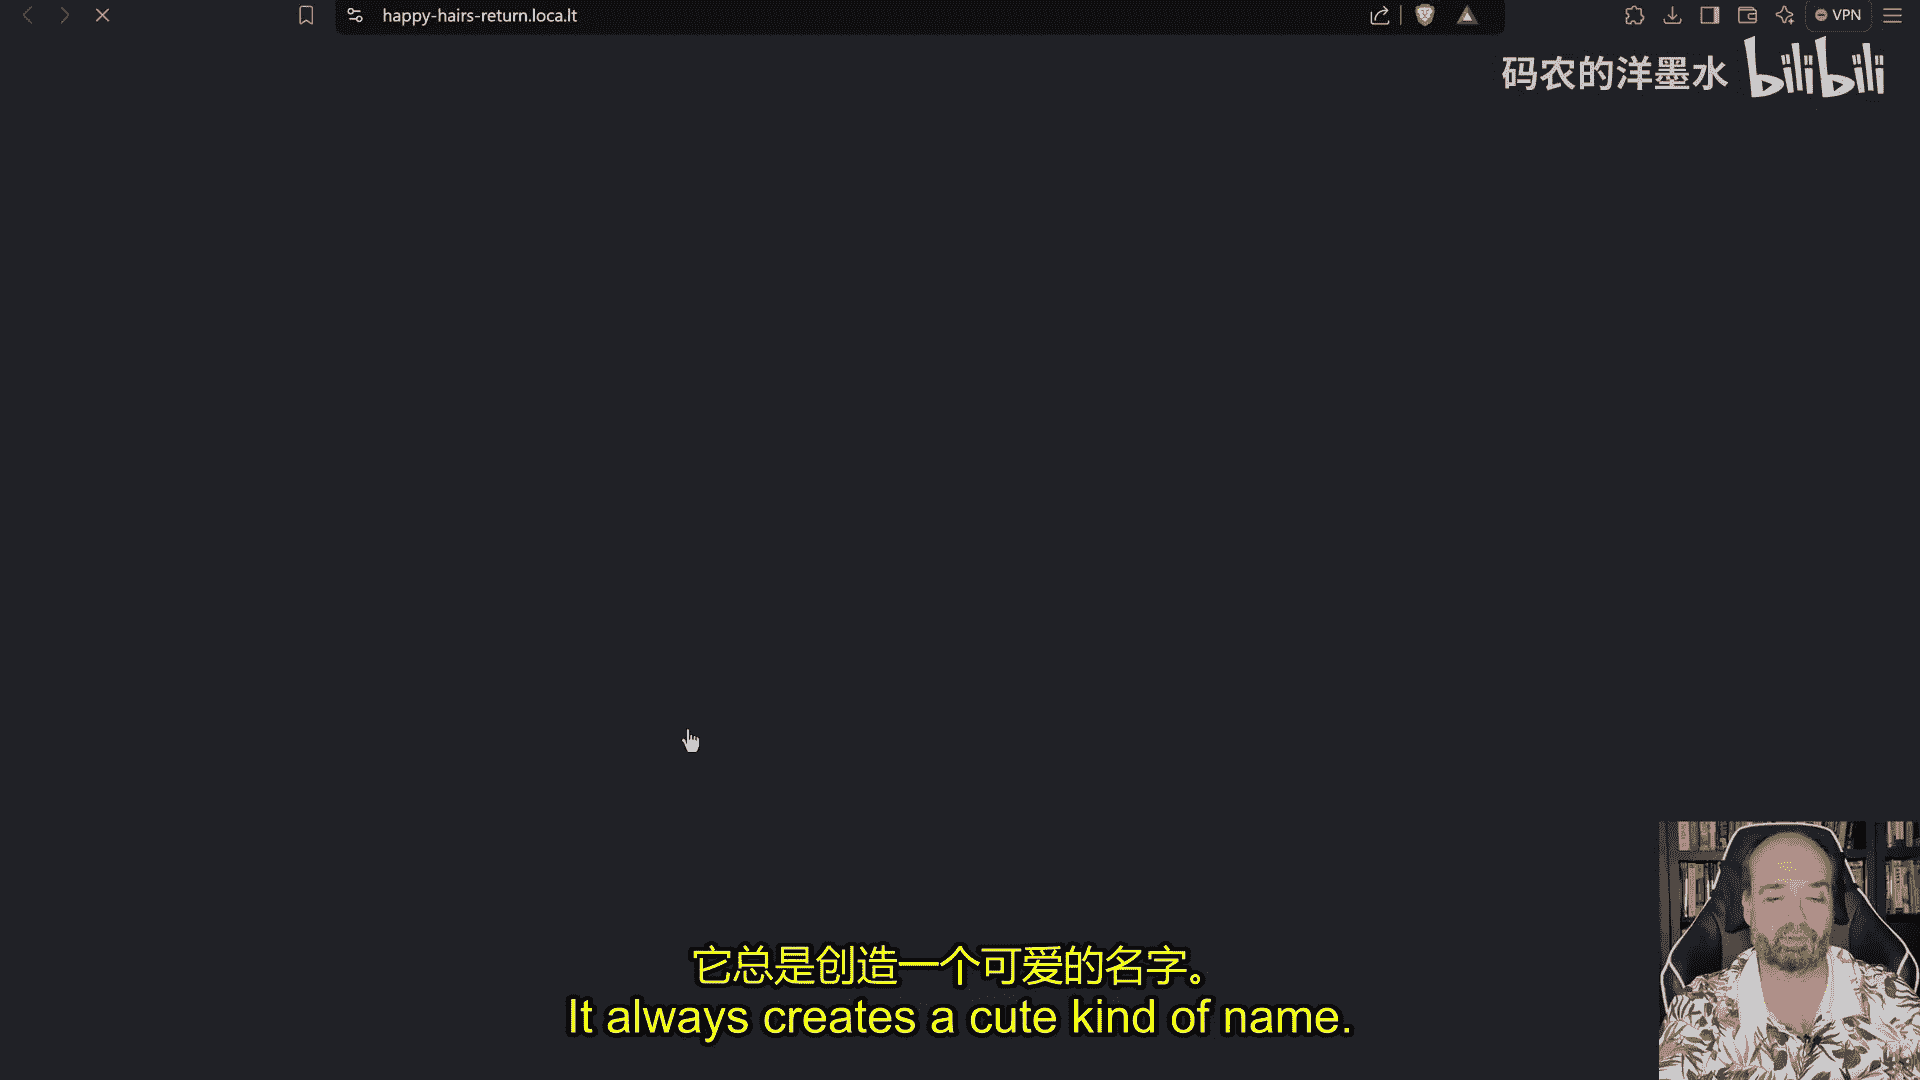 happy-hairs-return.loca.lt
VPN
码农的洋墨水 bilibili
它总是创造一个可爱的名字。
It always creates a cute kind of name.